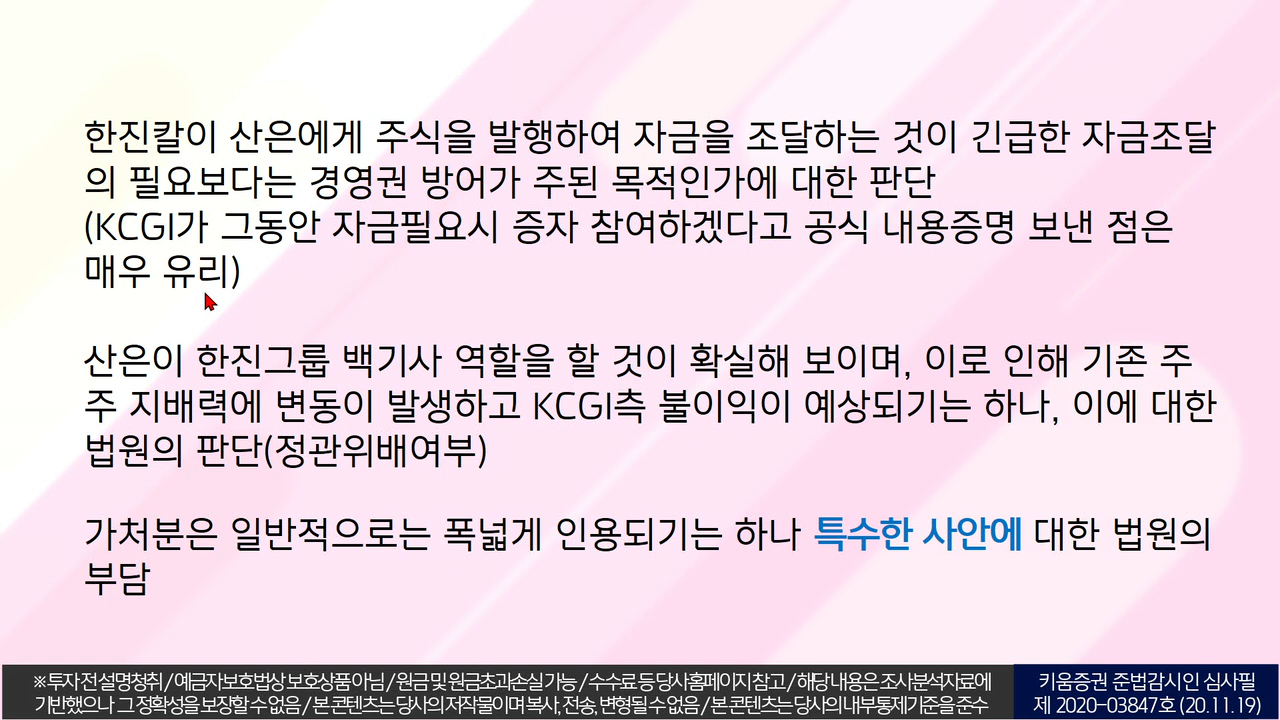 한진칼이 산은에게 주식을 발행하여 자금을 조달하는 것이 긴급한 자금조달
의 필요보다는 경영권 방어가 주된 목적인가에 대한 판단
(KCGI가 그동안 자금필요시 증자 참여하겠다고 공식 내용증명 보낸 점은
매우 유리)
산은이 한진그룹 백기사 역할을 할 것이 확실해 보이며, 이로 인해 기존 주
주 지배력에 변동이 발생하고 KCGI측 불이익이 예상되기는 하나, 이에 대한
법원의 판단(정관위배여부)
가처분은 일반적으로는 폭넓게 인용되기는 하나 특수한 사안에 대한 법원의
부담
※ 투자 전 설명청취 / 예금자보호법상 보호상품 아님 / 원금 및 원금초과손실 가능 / 수수료 등 당사홈페이지 참고 / 해당 내용은 조사분석자료에
기반했으나 그 정확성을 보장할 수 없음 / 본 콘텐츠는 당사의 저작물이며 복사, 전송, 변형될 수 없음 / 본 콘텐츠는 당사의 내부통제기준을 준수
키움증권 준법감시인 심사필
제 2020-03847호 (20.11.19)